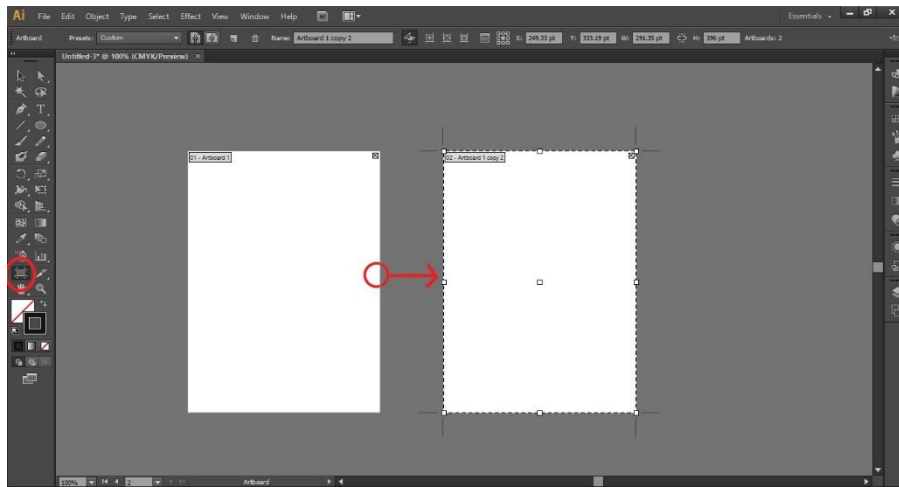 Ai File Edit Object Type Select Effect View Window Help Essentials
Artboard Presets: Custom Name: Artboard 1 copy 2 X: 249.33 pt Y: 333.19 pt W: 291.35 pt H: 396 pt Artboards: 2
Untitled-3* @ 100% (CMYK/Preview) ×
01 - Artboard 1
02 - Artboard 1 copy 2
100% 2 Artboard